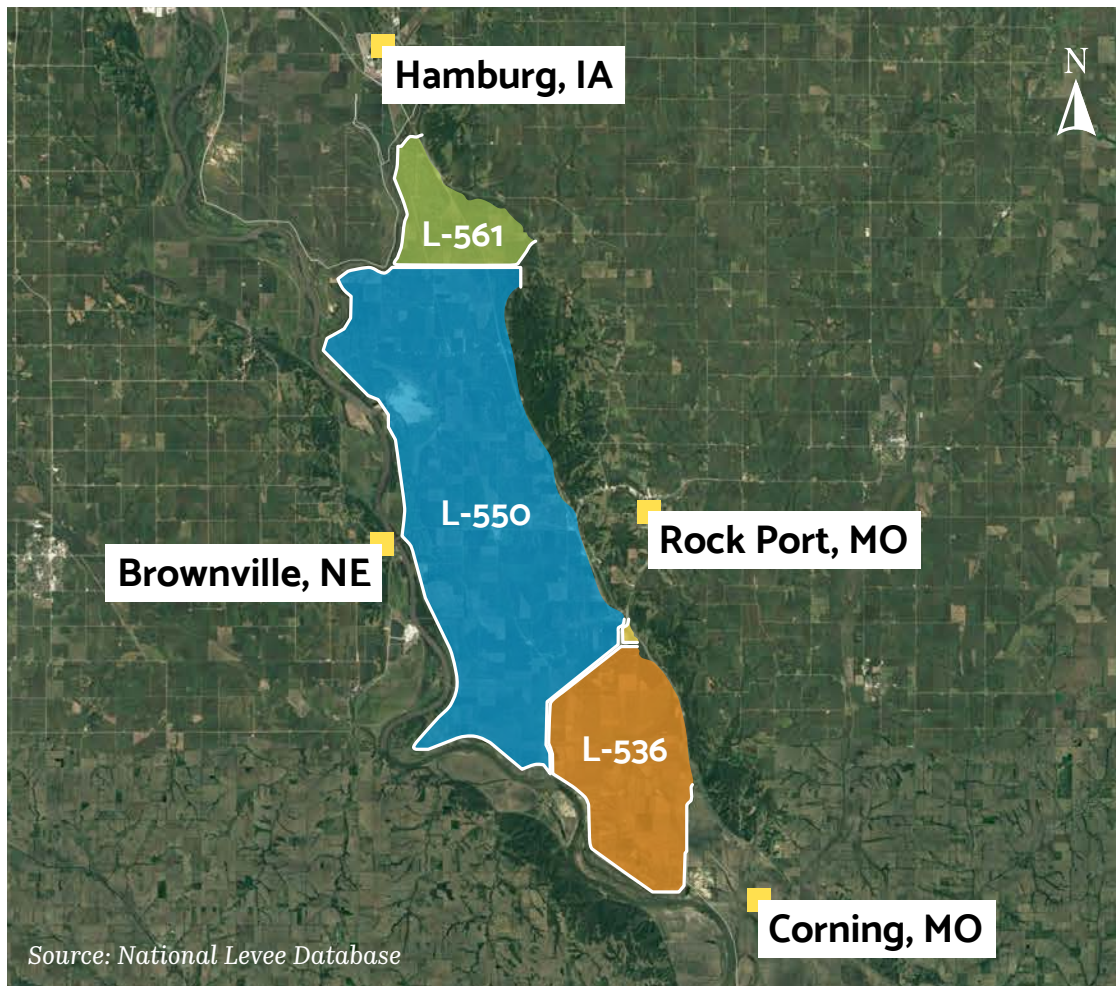 Hamburg, IA
N
L-561
L-550
Rock Port, MO
Brownville, NE
L-536
Corning, MO
Source: National Levee Database